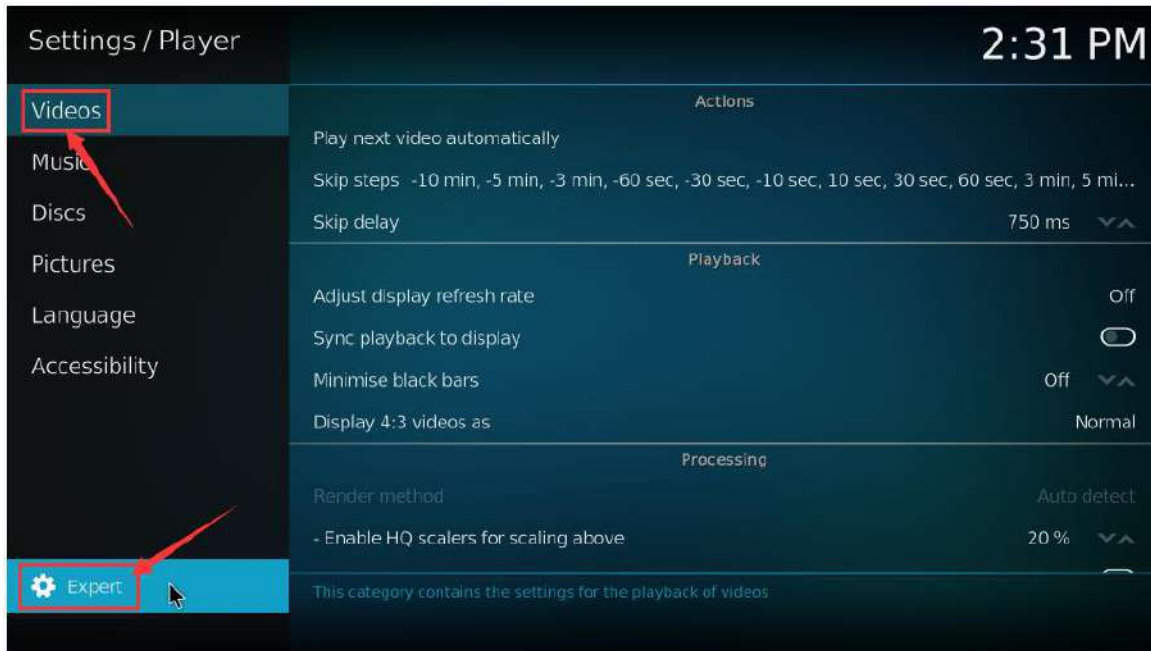 Settings / Player
2:31 PM
Videos
Music
Discs
Pictures
Language
Accessibility
Expert
Actions
Play next video automatically
Skip steps -10 min, -5 min, -3 min, -60 sec, -30 sec, -10 sec, 10 sec, 30 sec, 60 sec, 3 min, 5 mi...
Skip delay 750 ms
Playback
Adjust display refresh rate Off
Sync playback to display
Minimise black bars Off
Display 4:3 videos as Normal
Processing
Render method Auto detect
- Enable HQ scalers for scaling above 20 %
This category contains the settings for the playback of videos